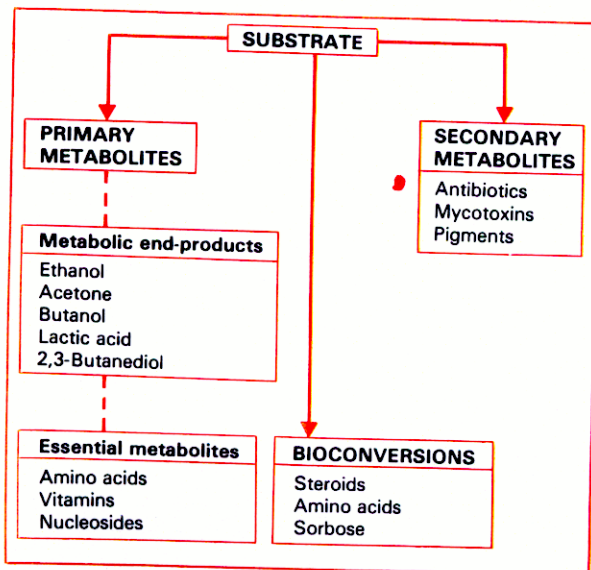 SUBSTRATE
PRIMARY
METABOLITES
Metabolic end-products
Ethanol
Acetone
Butanol
Lactic acid
2,3-Butanediol
Essential metabolites
Amino acids
Vitamins
Nucleosides
BIOCONVERSIONS
Steroids
Amino acids
Sorbose
SECONDARY
METABOLITES
Antibiotics
Mycotoxins
Pigments